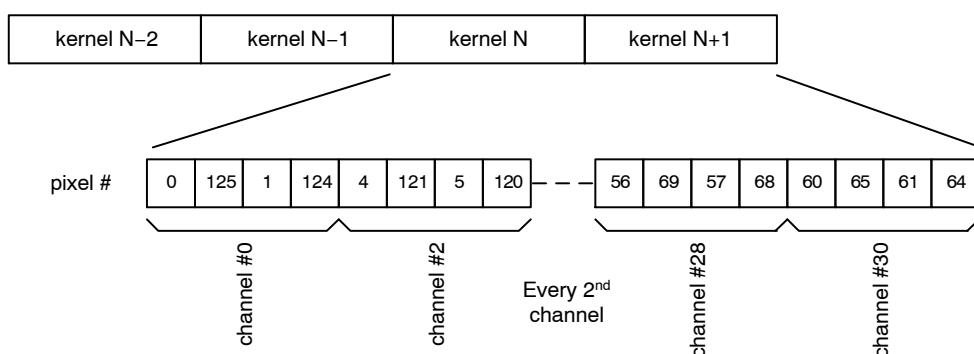 kernel N−2 kernel N−1 kernel N kernel N+1
pixel # 0 125 1 124 4 121 5 120 56 69 57 68 60 65 61 64
channel #0
channel #2
Every 2nd
channel
channel #28
channel #30